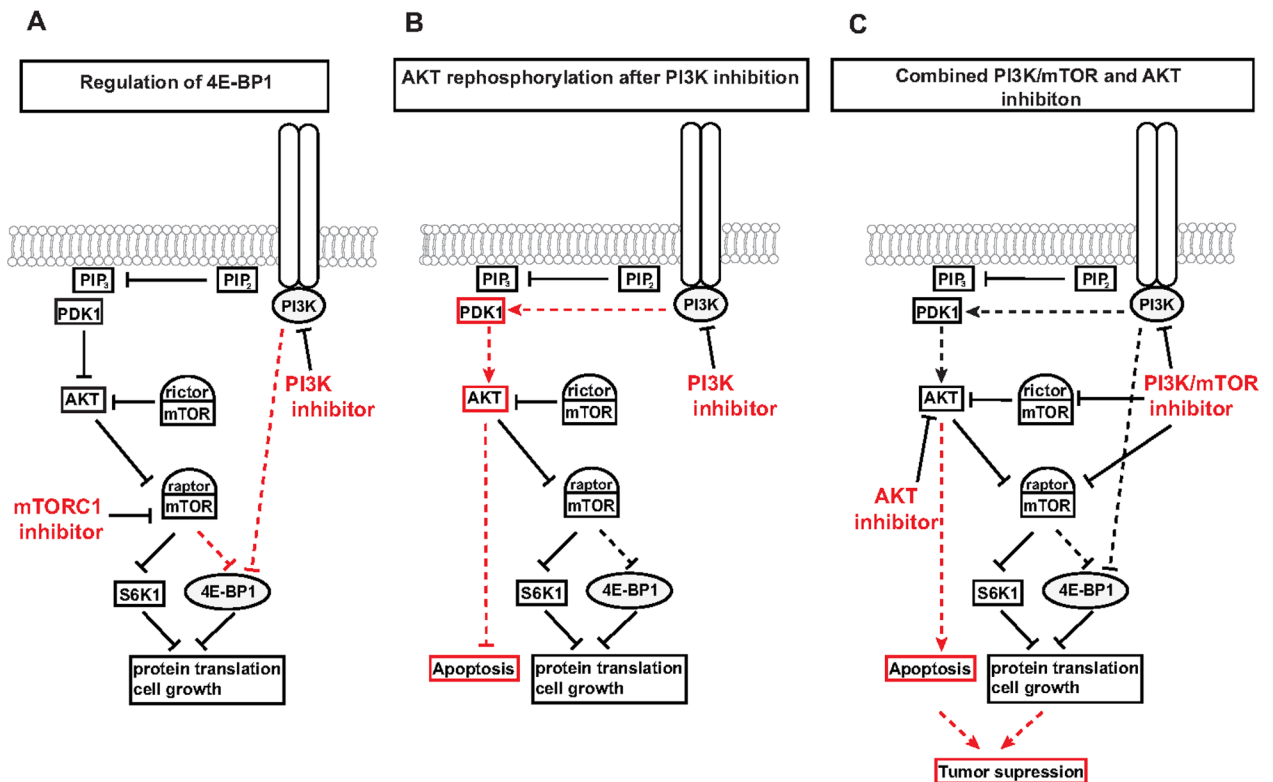 A
Regulation of 4E-BP1
PIP3
PIP2
PI3K
PDK1
PI3K
inhibitor
AKT
rictor
mTOR
raptor
mTOR
mTORC1
inhibitor
S6K1
4E-BP1
protein translation
cell growth
B
AKT rephosphorylation after PI3K inhibition
PIP3
PIP2
PI3K
PDK1
PI3K
inhibitor
AKT
rictor
mTOR
raptor
mTOR
S6K1
4E-BP1
Apoptosis
protein translation
cell growth
C
Combined PI3K/mTOR and AKT
inhibiton
PIP3
PIP2
PI3K
PDK1
PI3K/mTOR
inhibitor
AKT
rictor
mTOR
raptor
mTOR
AKT
inhibitor
S6K1
4E-BP1
Apoptosis
protein translation
cell growth
Tumor supression